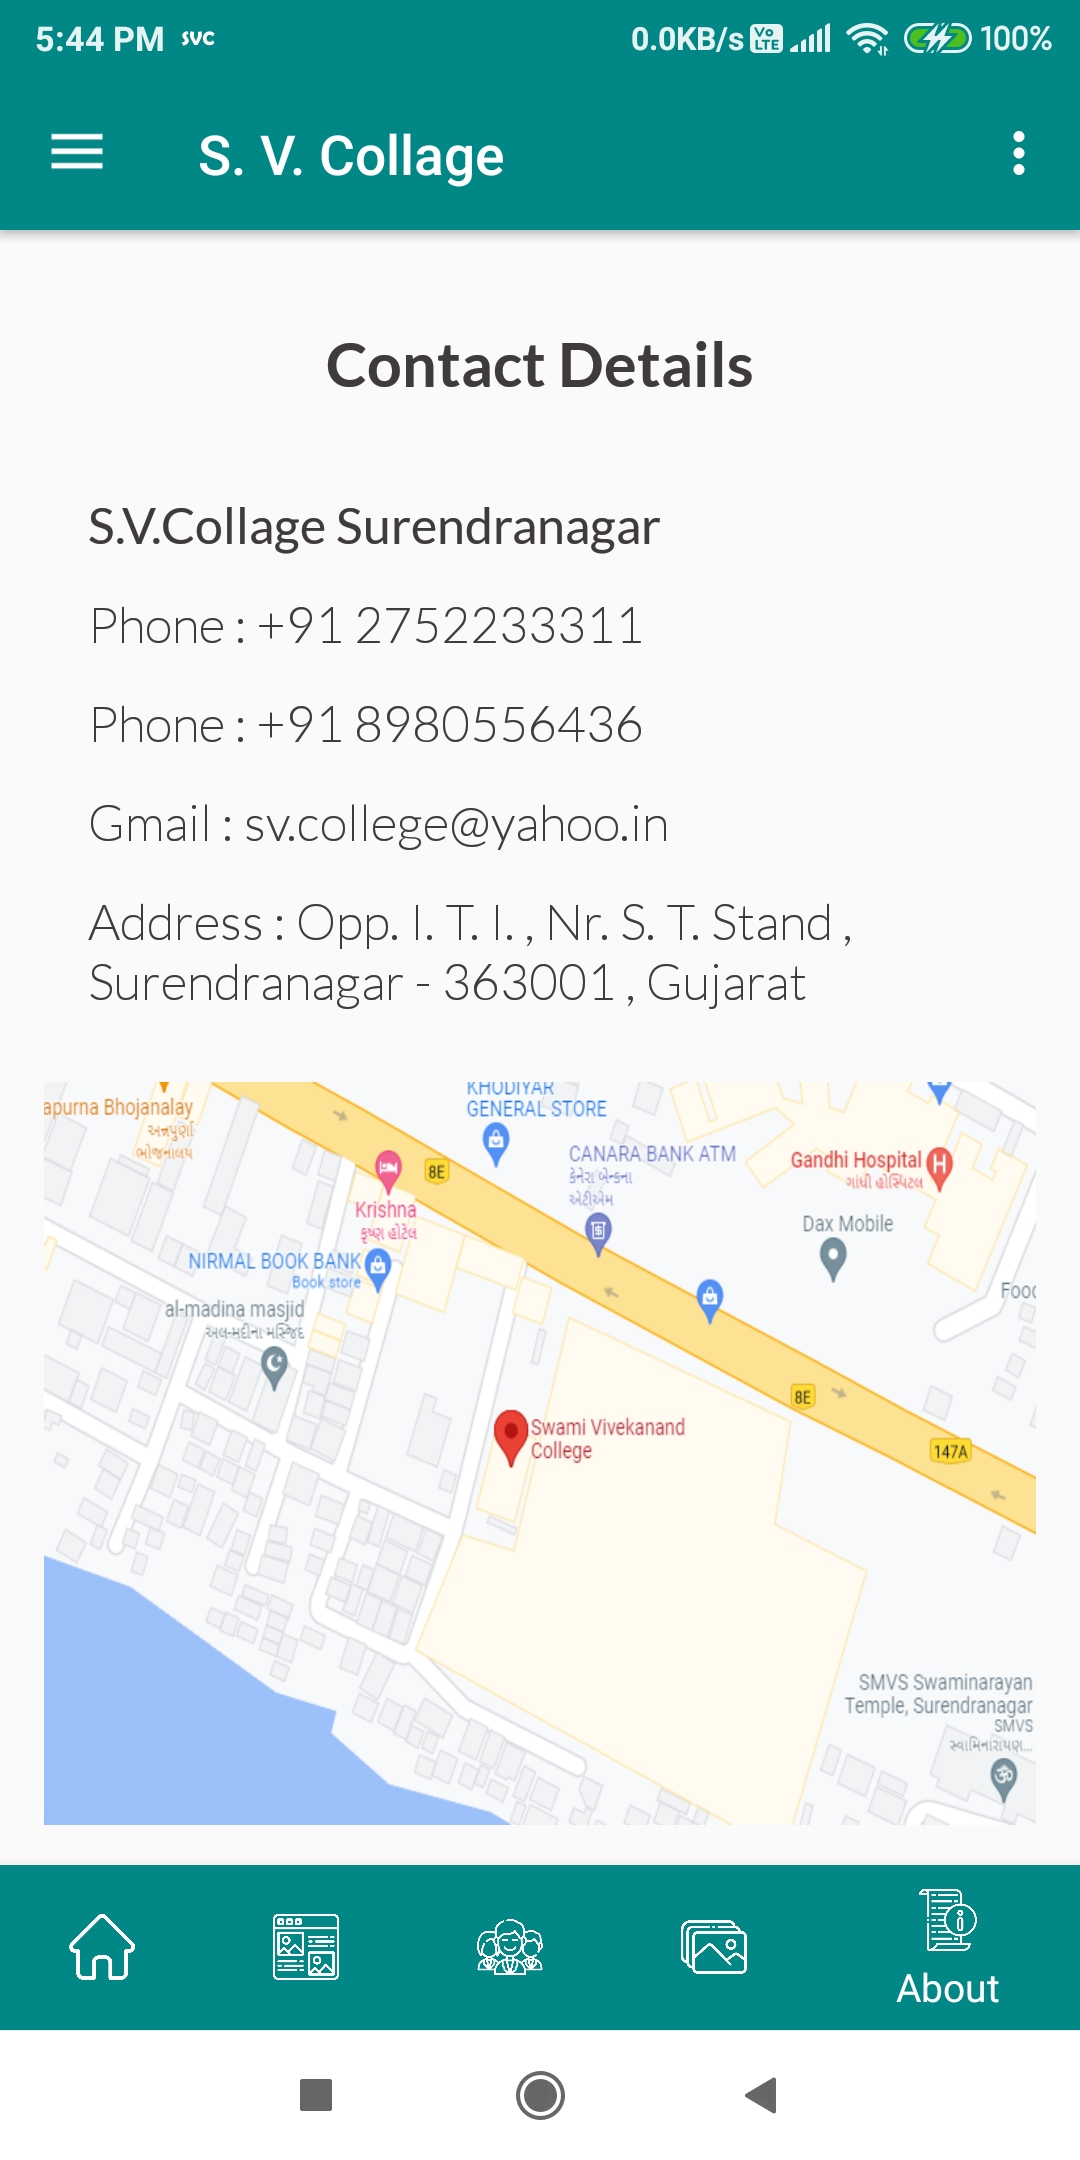 5:44 PM SVC 0.0KB/s Vo LTE 100%
S. V. Collage
Contact Details
S.V.Collage Surendranagar
Phone : +91 2752233311
Phone : +91 8980556436
Gmail : sv.college@yahoo.in
Address : Opp. I. T. I. , Nr. S. T. Stand ,
Surendranagar - 363001 , Gujarat
KHODIYAR
GENERAL STORE
apurna Bhojanalay
અન્નપુર્ણા
ભોજનાલય
8E
CANARA BANK ATM
કેનેરા બેન્કના
એટીએમ
Gandhi Hospital
ગાંધી હોસ્પિટલ
H
Krishna
કૃષ્ણ હોટેલ
Dax Mobile
NIRMAL BOOK BANK
Book store
Food
al-madina masjid
અલ-મદીના મસ્જિદ
8E
Swami Vivekanand
College
147A
SMVS Swaminarayan
Temple, Surendranagar
SMVS
સ્વામિનારાયણ...
ॐ
About